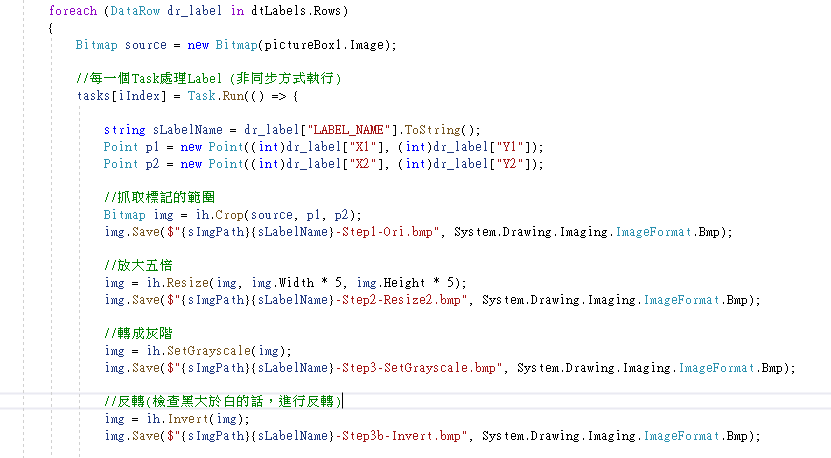 foreach (DataRow dr_label in dtLabels.Rows)
{
Bitmap source = new Bitmap(pictureBox1.Image);
//每一個Task處理Label (非同步方式執行)
tasks[iIndex] = Task.Run(() => {
string sLabelName = dr_label["LABEL_NAME"].ToString();
Point p1 = new Point((int)dr_label["X1"], (int)dr_label["Y1"]);
Point p2 = new Point((int)dr_label["X2"], (int)dr_label["Y2"]);
//抓取標記的範圍
Bitmap img = ih.Crop(source, p1, p2);
img.Save($"{sImgPath}{sLabelName}-Step1-Ori.bmp", System.Drawing.Imaging.ImageFormat.Bmp);
//放大五倍
img = ih.Resize(img, img.Width * 5, img.Height * 5);
img.Save($"{sImgPath}{sLabelName}-Step2-Resize2.bmp", System.Drawing.Imaging.ImageFormat.Bmp);
//轉成灰階
img = ih.SetGrayscale(img);
img.Save($"{sImgPath}{sLabelName}-Step3-SetGrayscale.bmp", System.Drawing.Imaging.ImageFormat.Bmp);
//反轉(檢查黑大於白的話，進行反轉)
img = ih.Invert(img);
img.Save($"{sImgPath}{sLabelName}-Step3b-Invert.bmp", System.Drawing.Imaging.ImageFormat.Bmp);